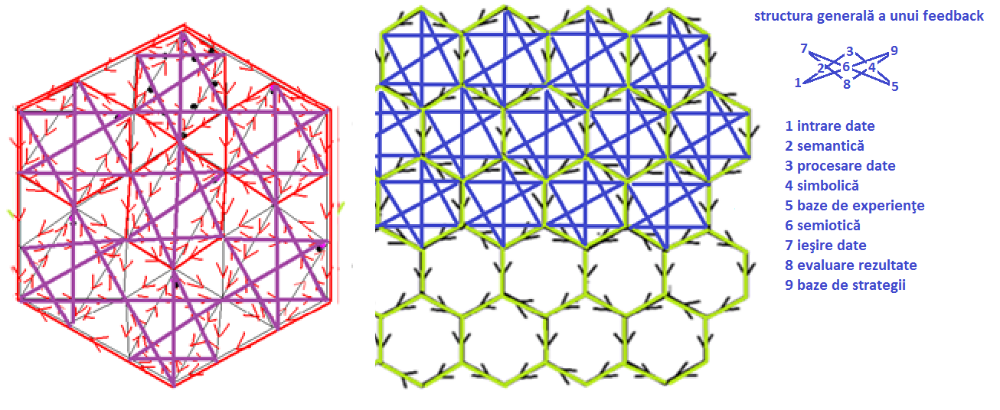 structura generală a unui feedback
7 3 9
2 6 4
1 8 5
1 intrare date
2 semantică
3 procesare date
4 simbolică
5 baze de experienţe
6 semiotică
7 ieşire date
8 evaluare rezultate
9 baze de strategii